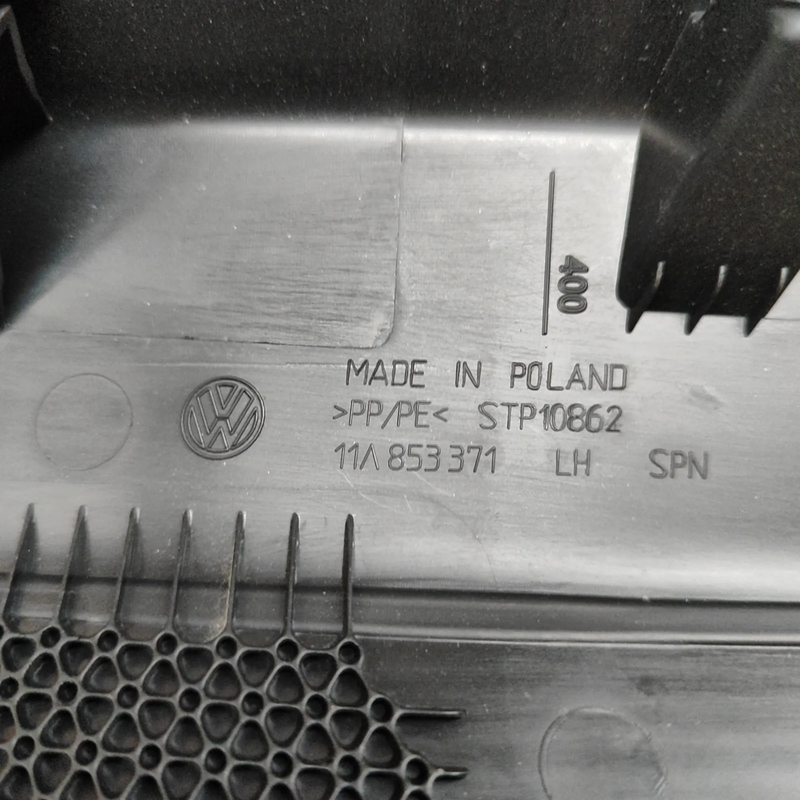 400
MADE IN POLAND
>PP/PE< STP10862
11A 853 371 LH SPN